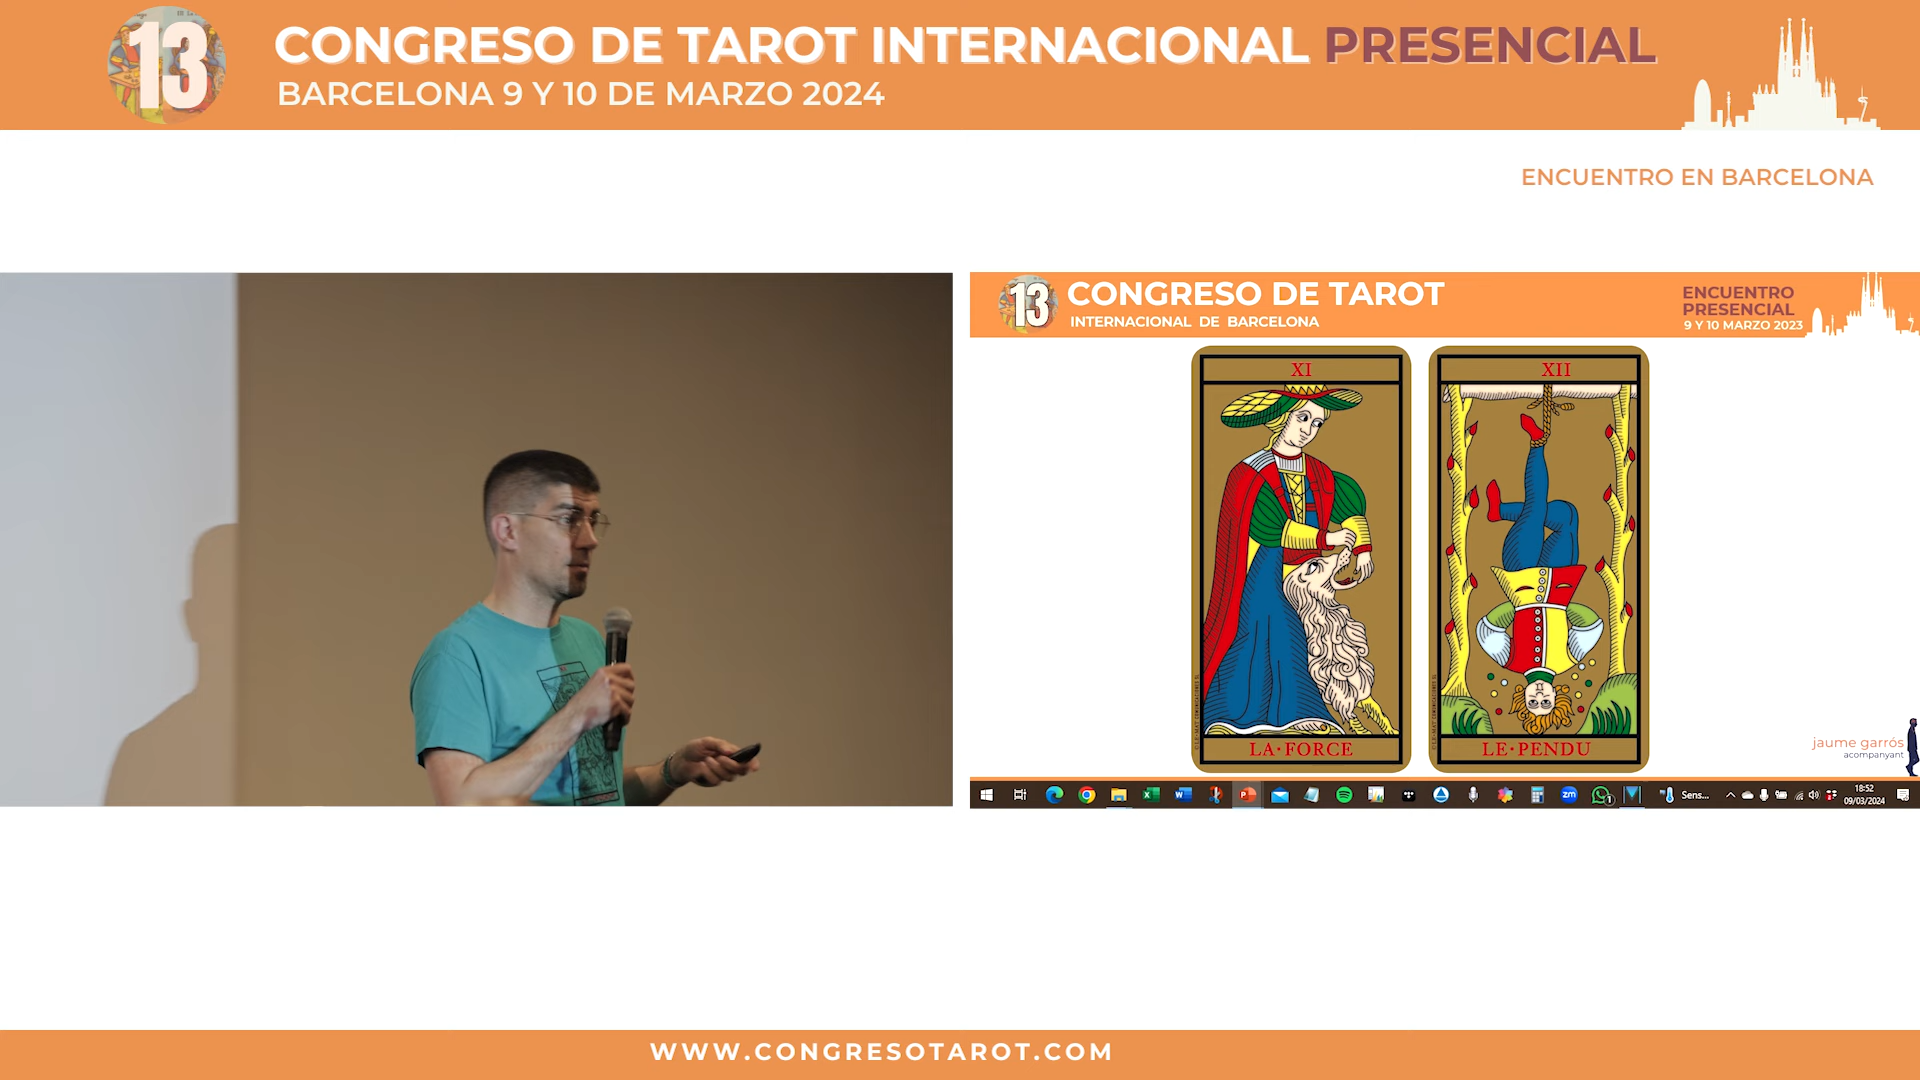 13
CONGRESO DE TAROT INTERNACIONAL PRESENCIAL
BARCELONA 9 Y 10 DE MARZO 2024
ENCUENTRO EN BARCELONA
13
CONGRESO DE TAROT
INTERNACIONAL DE BARCELONA
ENCUENTRO
PRESENCIAL
9 Y 10 MARZO 2023
XI
XII
LA·FORCE
LE·PENDU
jaume garrós
acompanyant
zm
1
Sens...
18:52
09/03/2024
WWW.CONGRESOTAROT.COM